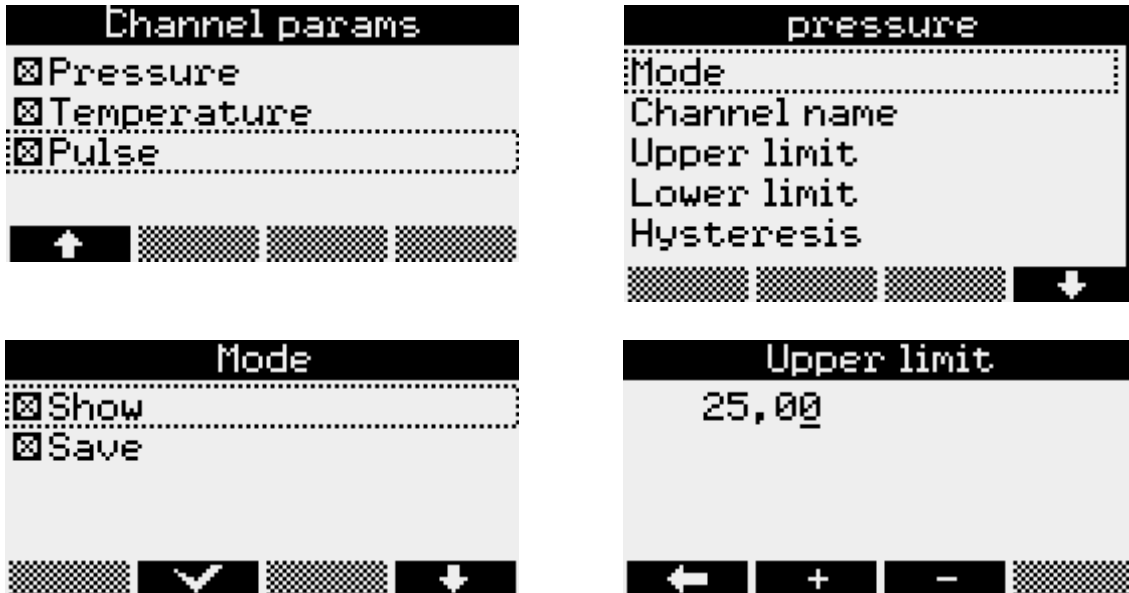 Channel params
Pressure
Temperature
Pulse
pressure
Mode
Channel name
Upper limit
Lower limit
Hysteresis
Mode
Show
Save
Upper limit
25,00
+ -